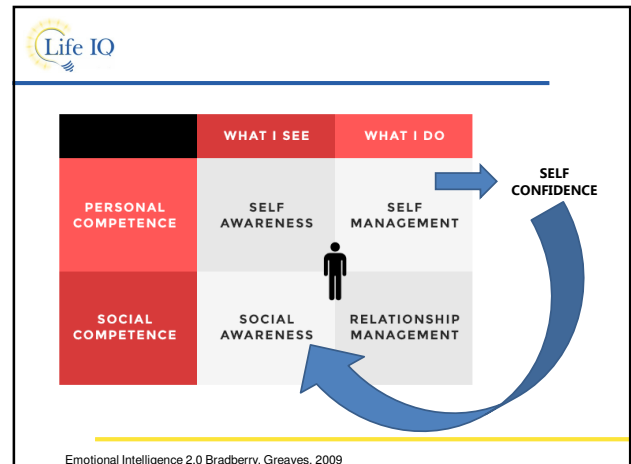 Life IQ
WHAT I SEE
WHAT I DO
SELF
CONFIDENCE
PERSONAL
COMPETENCE
SELF
AWARENESS
SELF
MANAGEMENT
SOCIAL
COMPETENCE
SOCIAL
AWARENESS
RELATIONSHIP
MANAGEMENT
Emotional Intelligence 2.0 Bradberry, Greaves, 2009